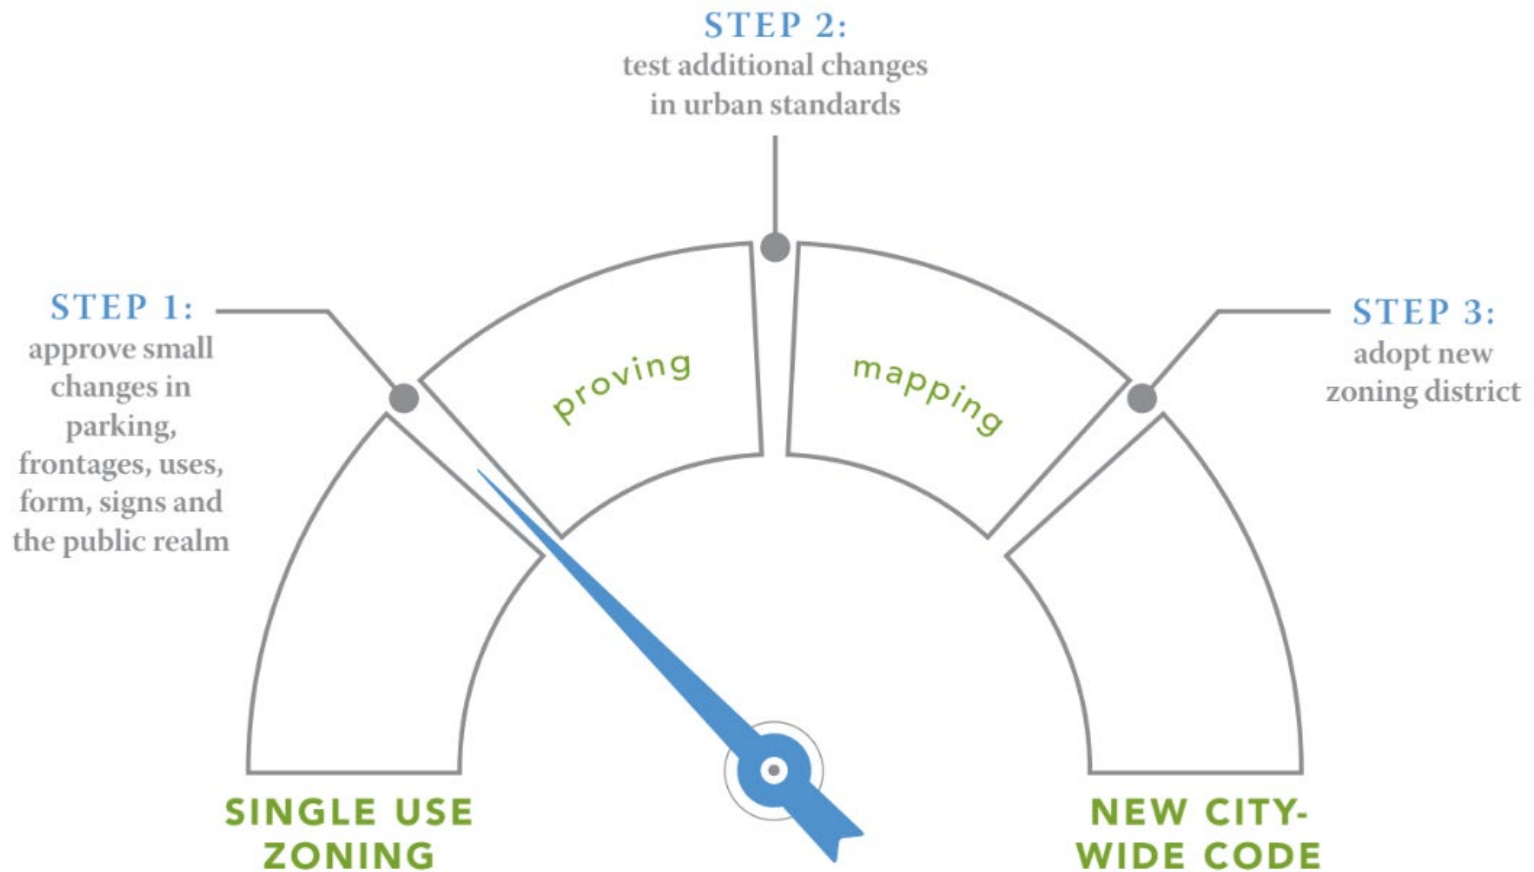 STEP 2:
test additional changes
in urban standards
STEP 1:
approve small
changes in
parking,
frontages, uses,
form, signs and
the public realm
STEP 3:
adopt new
zoning district
proving
mapping
SINGLE USE
ZONING
NEW CITY-
WIDE CODE